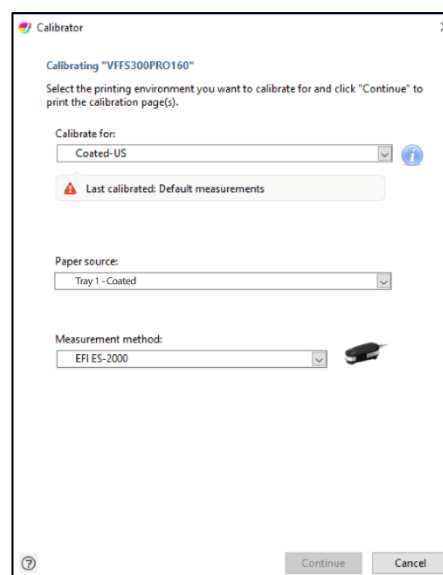 Calibrator
Calibrating "VFFS300PRO160"
Select the printing environment you want to calibrate for and click "Continue" to
print the calibration page(s).
Calibrate for:
Coated-US
Last calibrated: Default measurements
Paper source:
Tray 1 - Coated
Measurement method:
EFI ES-2000
Continue
Cancel